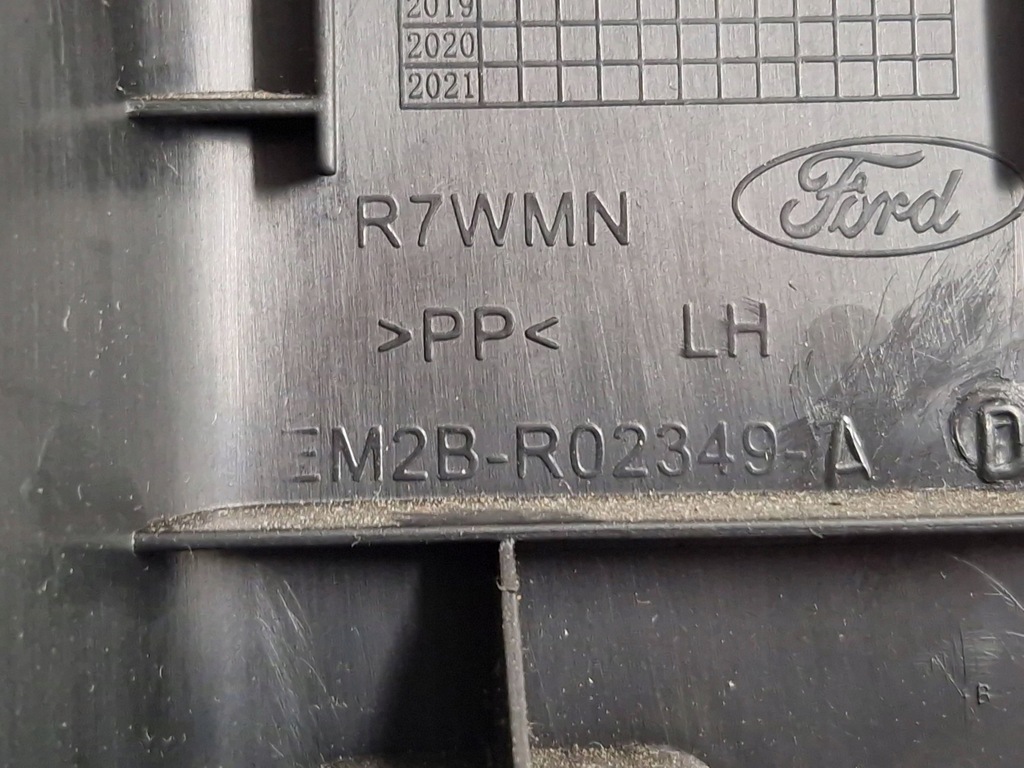 2019
2020
2021
R7WMN
Ford
>PP< LH
EM2B-R02349-A D
B